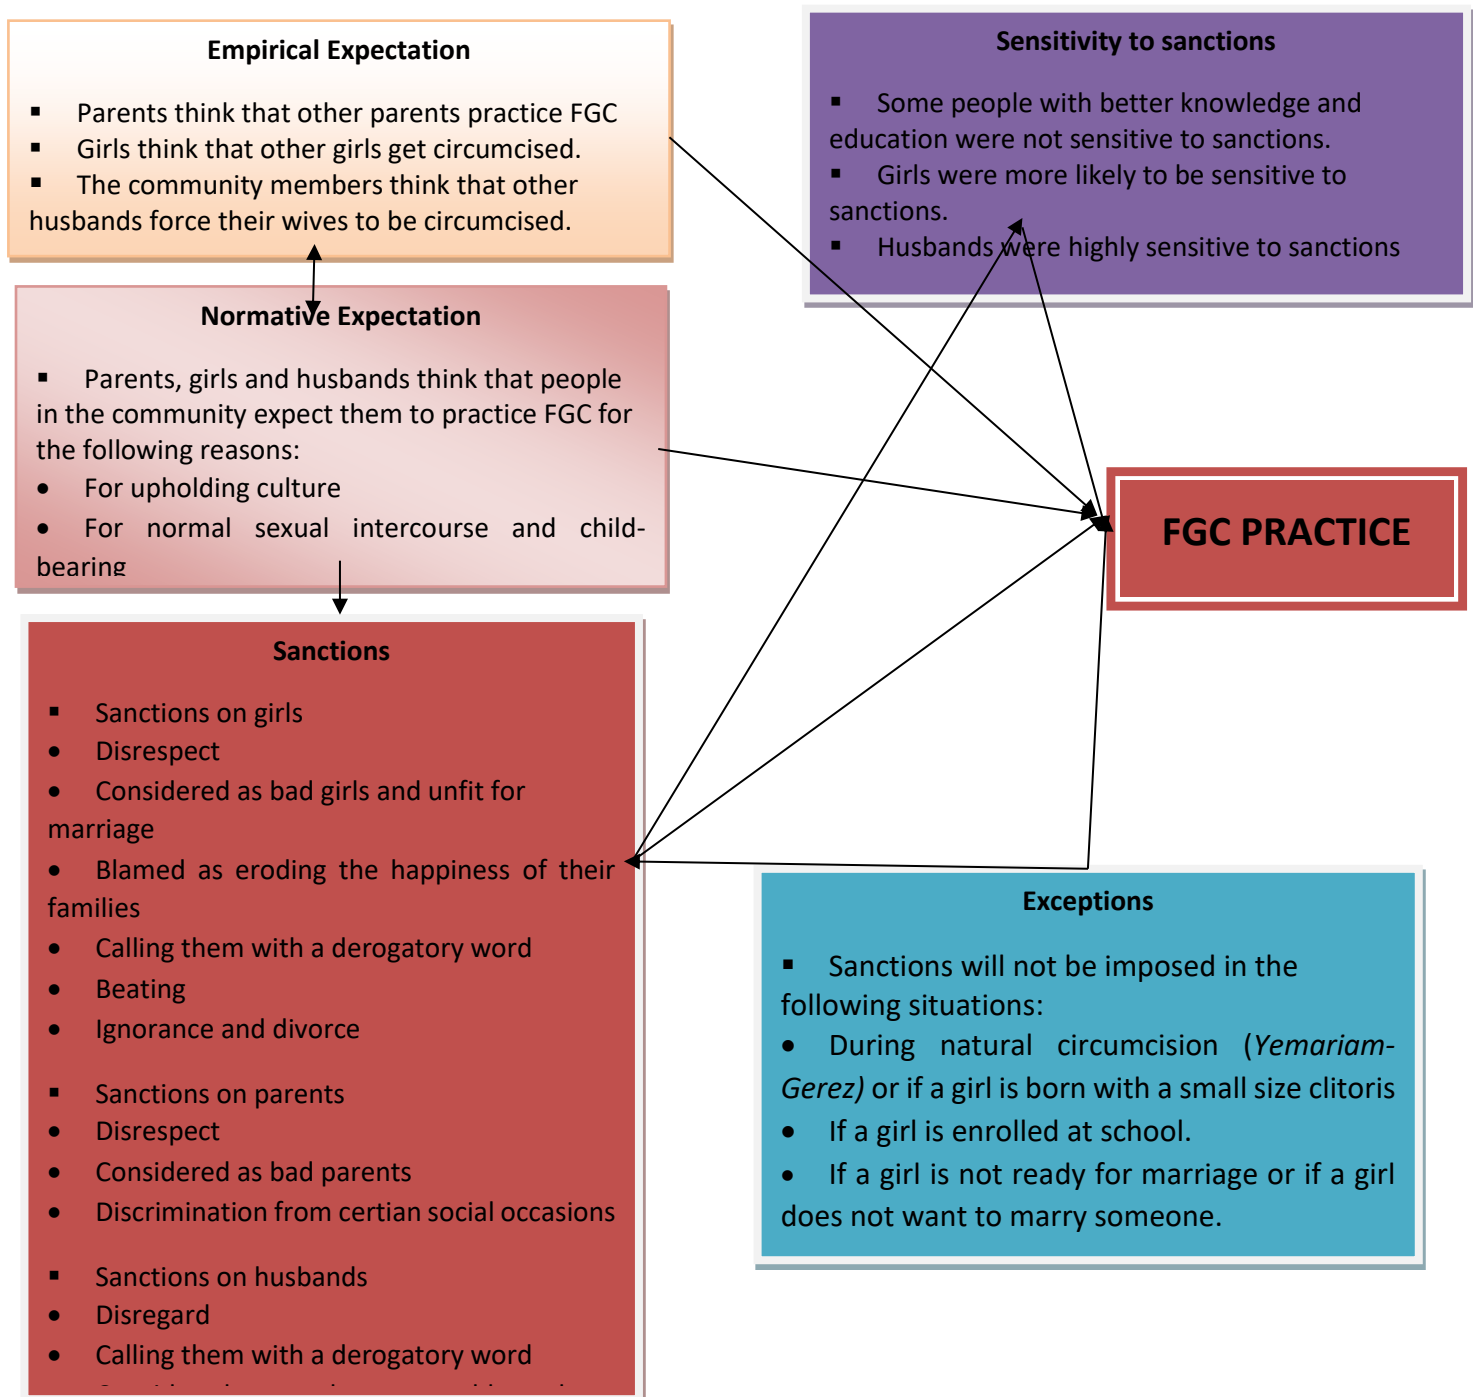 Empirical Expectation
▪ Parents think that other parents practice FGC
▪ Girls think that other girls get circumcised.
▪ The community members think that other
husbands force their wives to be circumcised.
Sensitivity to sanctions
▪ Some people with better knowledge and
education were not sensitive to sanctions.
▪ Girls were more likely to be sensitive to
sanctions.
▪ Husbands were highly sensitive to sanctions
Normative Expectation
▪ Parents, girls and husbands think that people
in the community expect them to practice FGC for
the following reasons:
• For upholding culture
• For normal sexual intercourse and child-
bearing
FGC PRACTICE
Sanctions
▪ Sanctions on girls
• Disrespect
• Considered as bad girls and unfit for
marriage
• Blamed as eroding the happiness of their
families
• Calling them with a derogatory word
• Beating
• Ignorance and divorce
▪ Sanctions on parents
• Disrespect
• Considered as bad parents
• Discrimination from certian social occasions
▪ Sanctions on husbands
• Disregard
• Calling them with a derogatory word
Exceptions
▪ Sanctions will not be imposed in the
following situations:
• During natural circumcision (Yemariam-
Gerez) or if a girl is born with a small size clitoris
• If a girl is enrolled at school.
• If a girl is not ready for marriage or if a girl
does not want to marry someone.